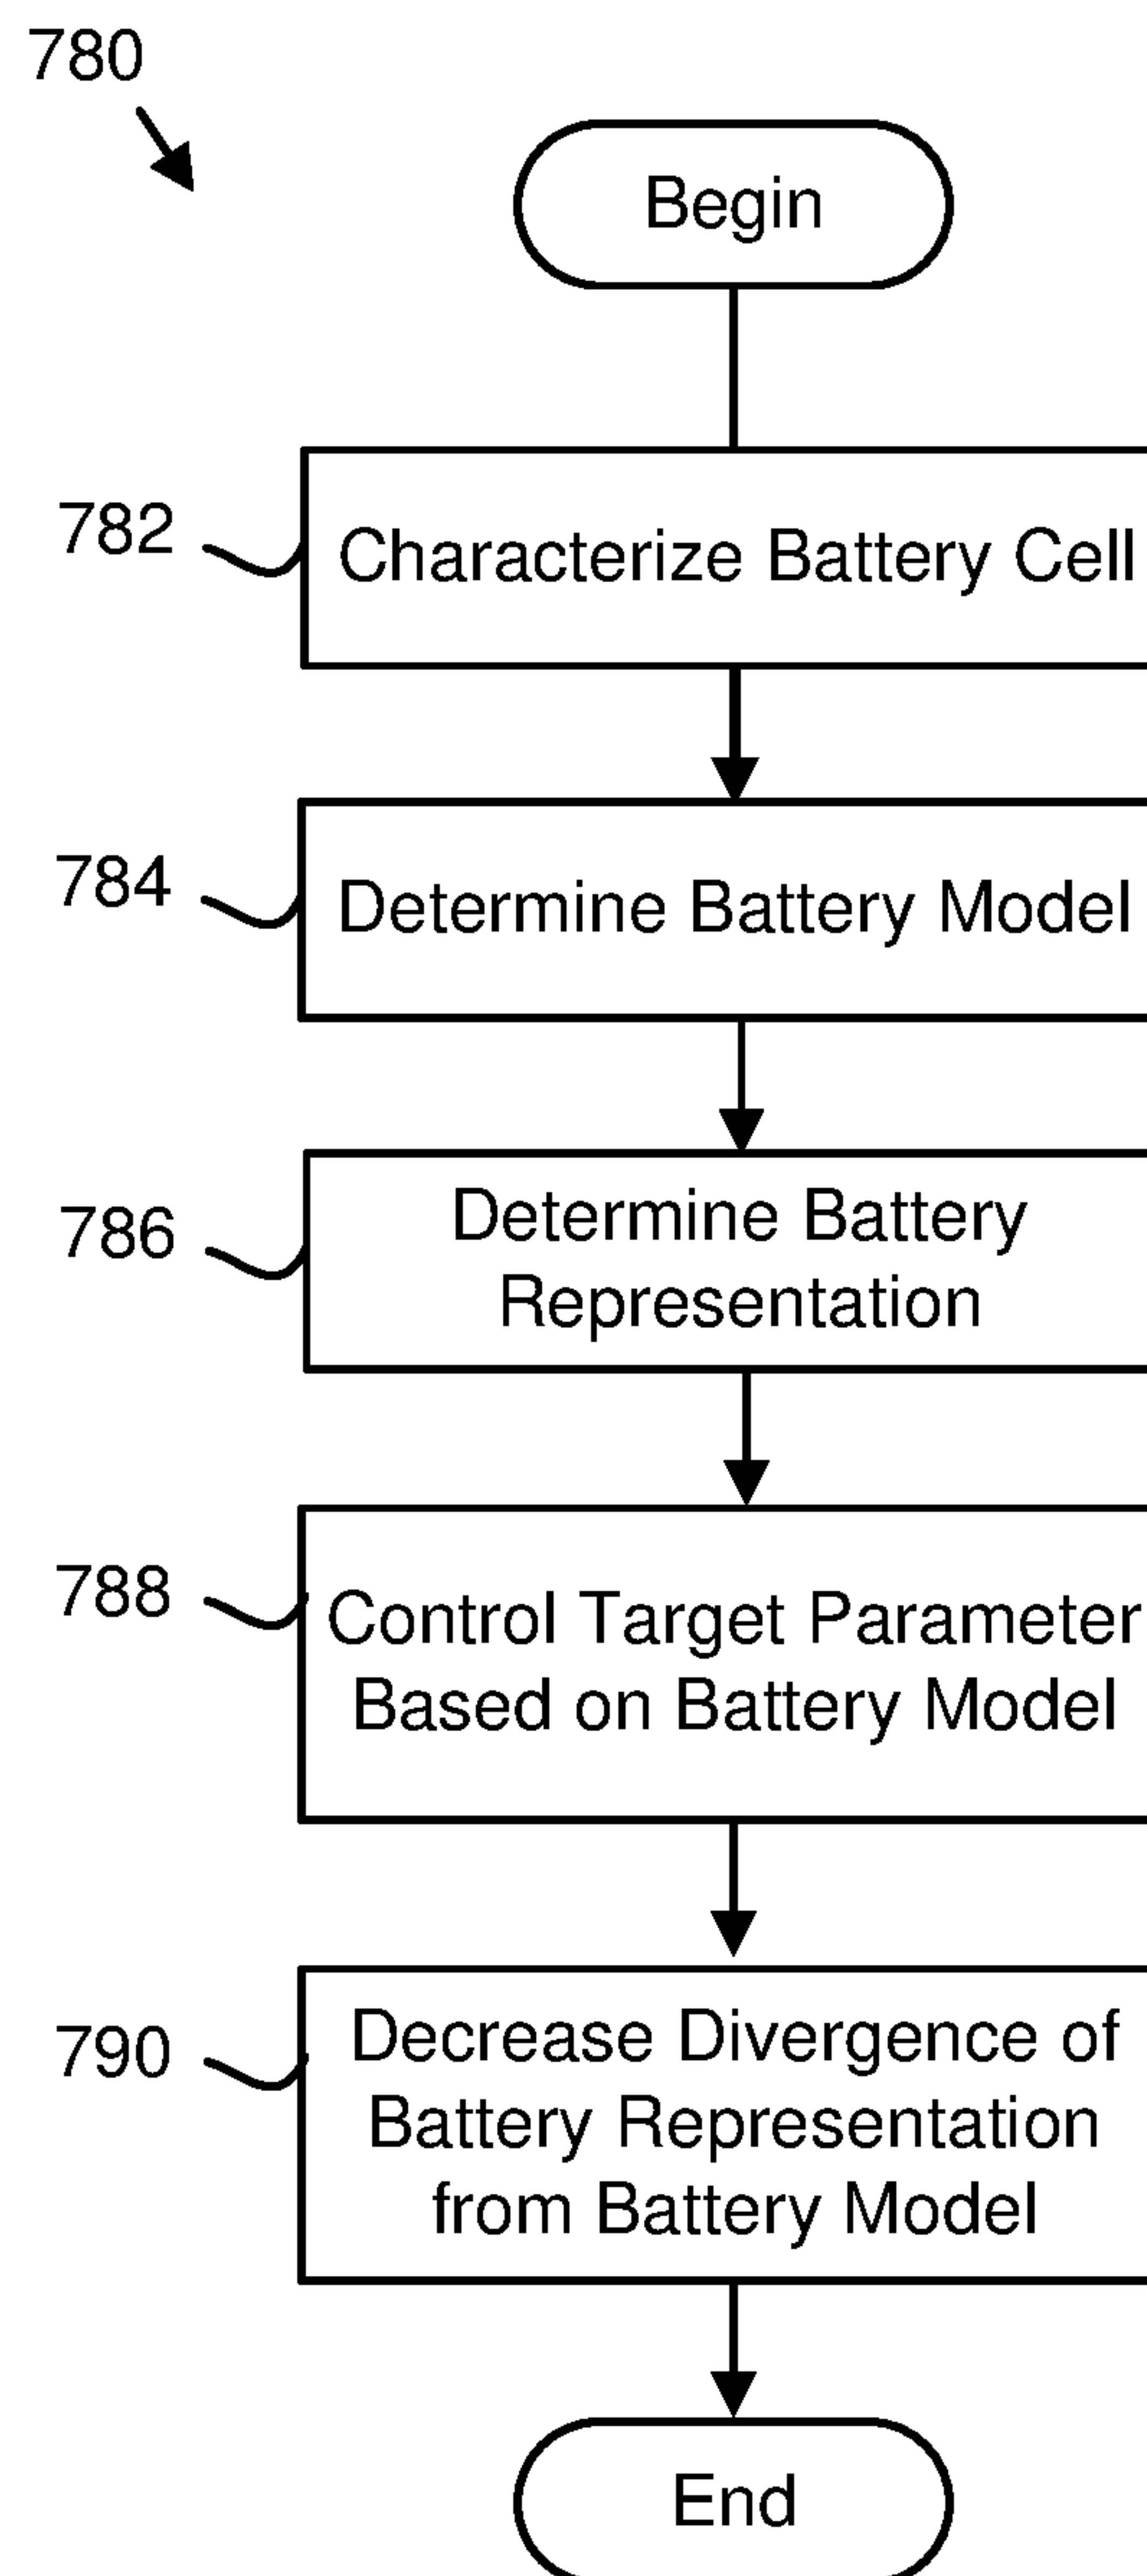 780
Begin
782
Characterize Battery Cell
784
Determine Battery Model
786
Determine Battery
Representation
788
Control Target Parameter
Based on Battery Model
790
Decrease Divergence of
Battery Representation
from Battery Model
End